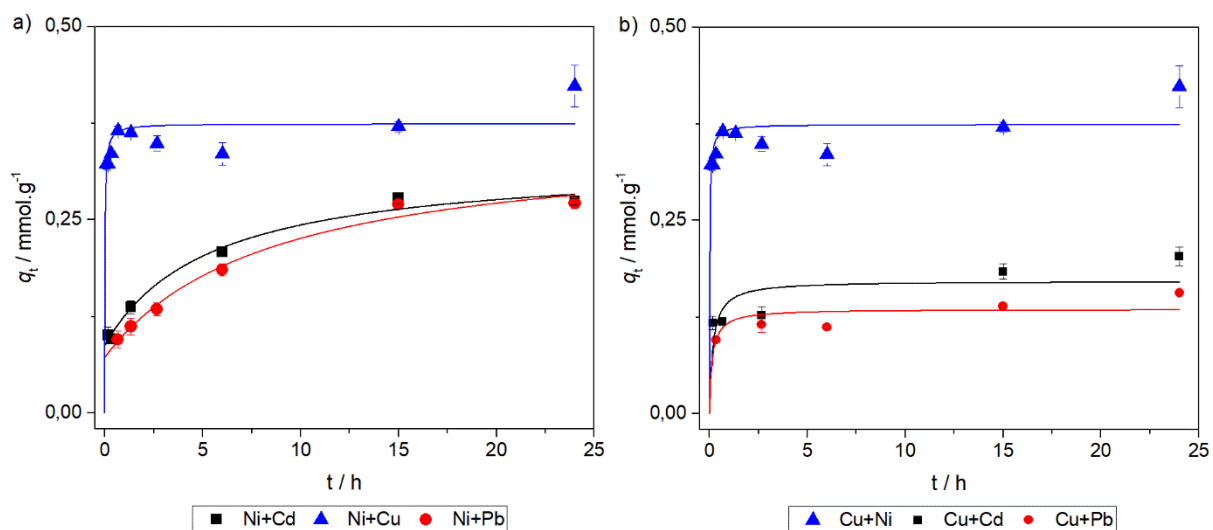 a)
0,50
0,25
0,00
qt / mmol.g-1
0 5 10 15 20 25
t / h
Ni+Cd Ni+Cu Ni+Pb
b)
0,50
0,25
0,00
qt / mmol.g-1
0 5 10 15 20 25
t / h
Cu+Ni Cu+Cd Cu+Pb